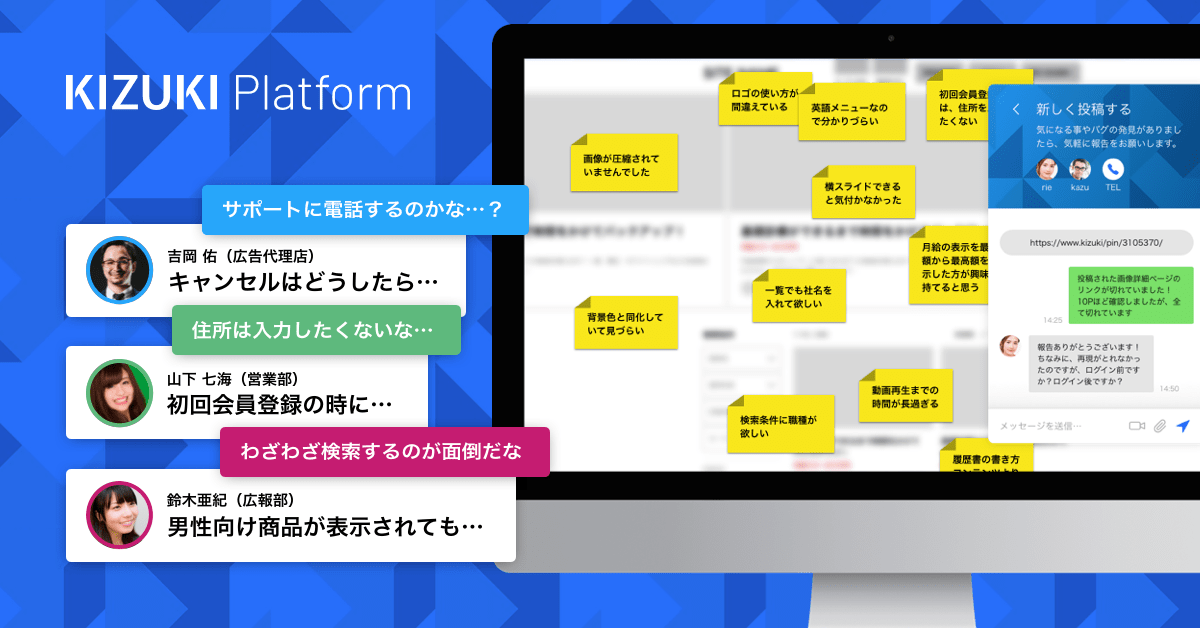 KIZUKI Platform
サポートに電話するのかな…？
吉岡 佑（広告代理店）
キャンセルはどうしたら…
住所は入力したくないな…
山下 七海（営業部）
初回会員登録の時に…
わざわざ検索するのが面倒だな
鈴木亜紀（広報部）
男性向け商品が表示されても…
ロゴの使い方が
間違えている
英語メニューなの
で分かりづらい
初回会員登
は、住所を
たくない
画像が圧縮されて
いませんでした
横スライドできる
と気付かなかった
月給の表示を最
額から最高額を
示した方が興味
持てると思う
一覧でも社名を
入れて欲しい
背景色と同化して
いて見づらい
動画再生までの
時間が長過ぎる
検索条件に職種が
欲しい
履歴書の書き方
コンテンツより
新しく投稿する
気になる事やバグの発見がありまし
たら、気軽に報告をお願いします。
rie
kazu
TEL
https://www.kizuki/pin/3105370/
投稿された画像詳細ページの
リンクが切れていました！
10Pほど確認しましたが、全
て切れています
14:25
報告ありがとうございます！
ちなみに、再現がとれなかっ
たのですが、ログイン前です
か？ログイン後ですか？
14:50
メッセージを送信…